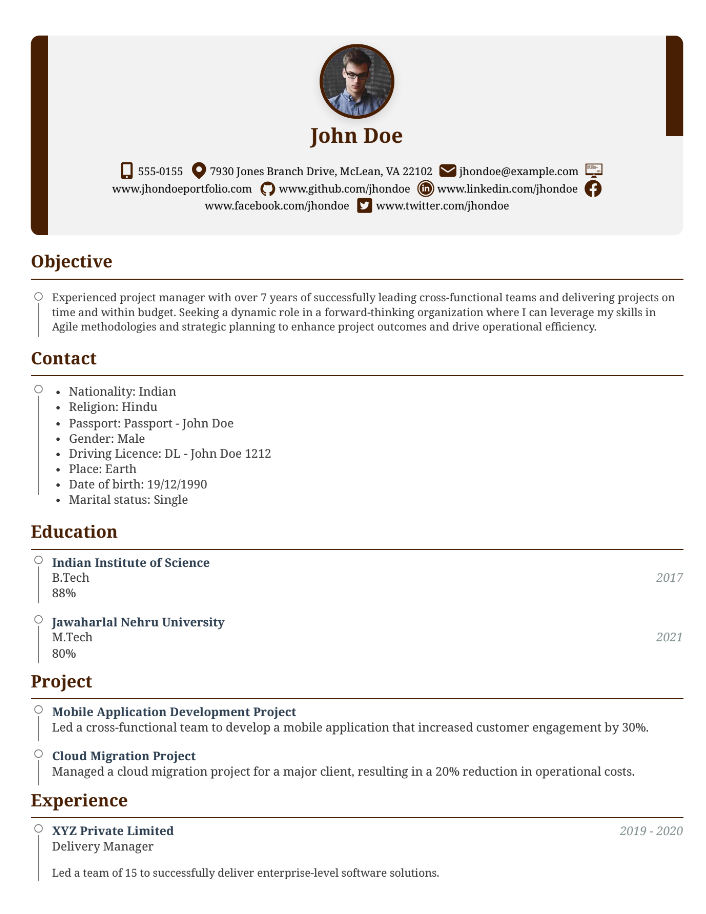 John Doe
555-0155 7930 Jones Branch Drive, McLean, VA 22102 jhondoe@example.com
www.jhondoeportfolio.com www.github.com/jhondoe www.linkedin.com/jhondoe
www.facebook.com/jhondoe www.twitter.com/jhondoe
Objective
Experienced project manager with over 7 years of successfully leading cross-functional teams and delivering projects on
time and within budget. Seeking a dynamic role in a forward-thinking organization where I can leverage my skills in
Agile methodologies and strategic planning to enhance project outcomes and drive operational efficiency.
Contact
• Nationality: Indian
• Religion: Hindu
• Passport: Passport - John Doe
• Gender: Male
• Driving Licence: DL - John Doe 1212
• Place: Earth
• Date of birth: 19/12/1990
• Marital status: Single
Education
Indian Institute of Science
B.Tech 2017
88%
Jawaharlal Nehru University
M.Tech 2021
80%
Project
Mobile Application Development Project
Led a cross-functional team to develop a mobile application that increased customer engagement by 30%.
Cloud Migration Project
Managed a cloud migration project for a major client, resulting in a 20% reduction in operational costs.
Experience
XYZ Private Limited 2019 - 2020
Delivery Manager
Led a team of 15 to successfully deliver enterprise-level software solutions.